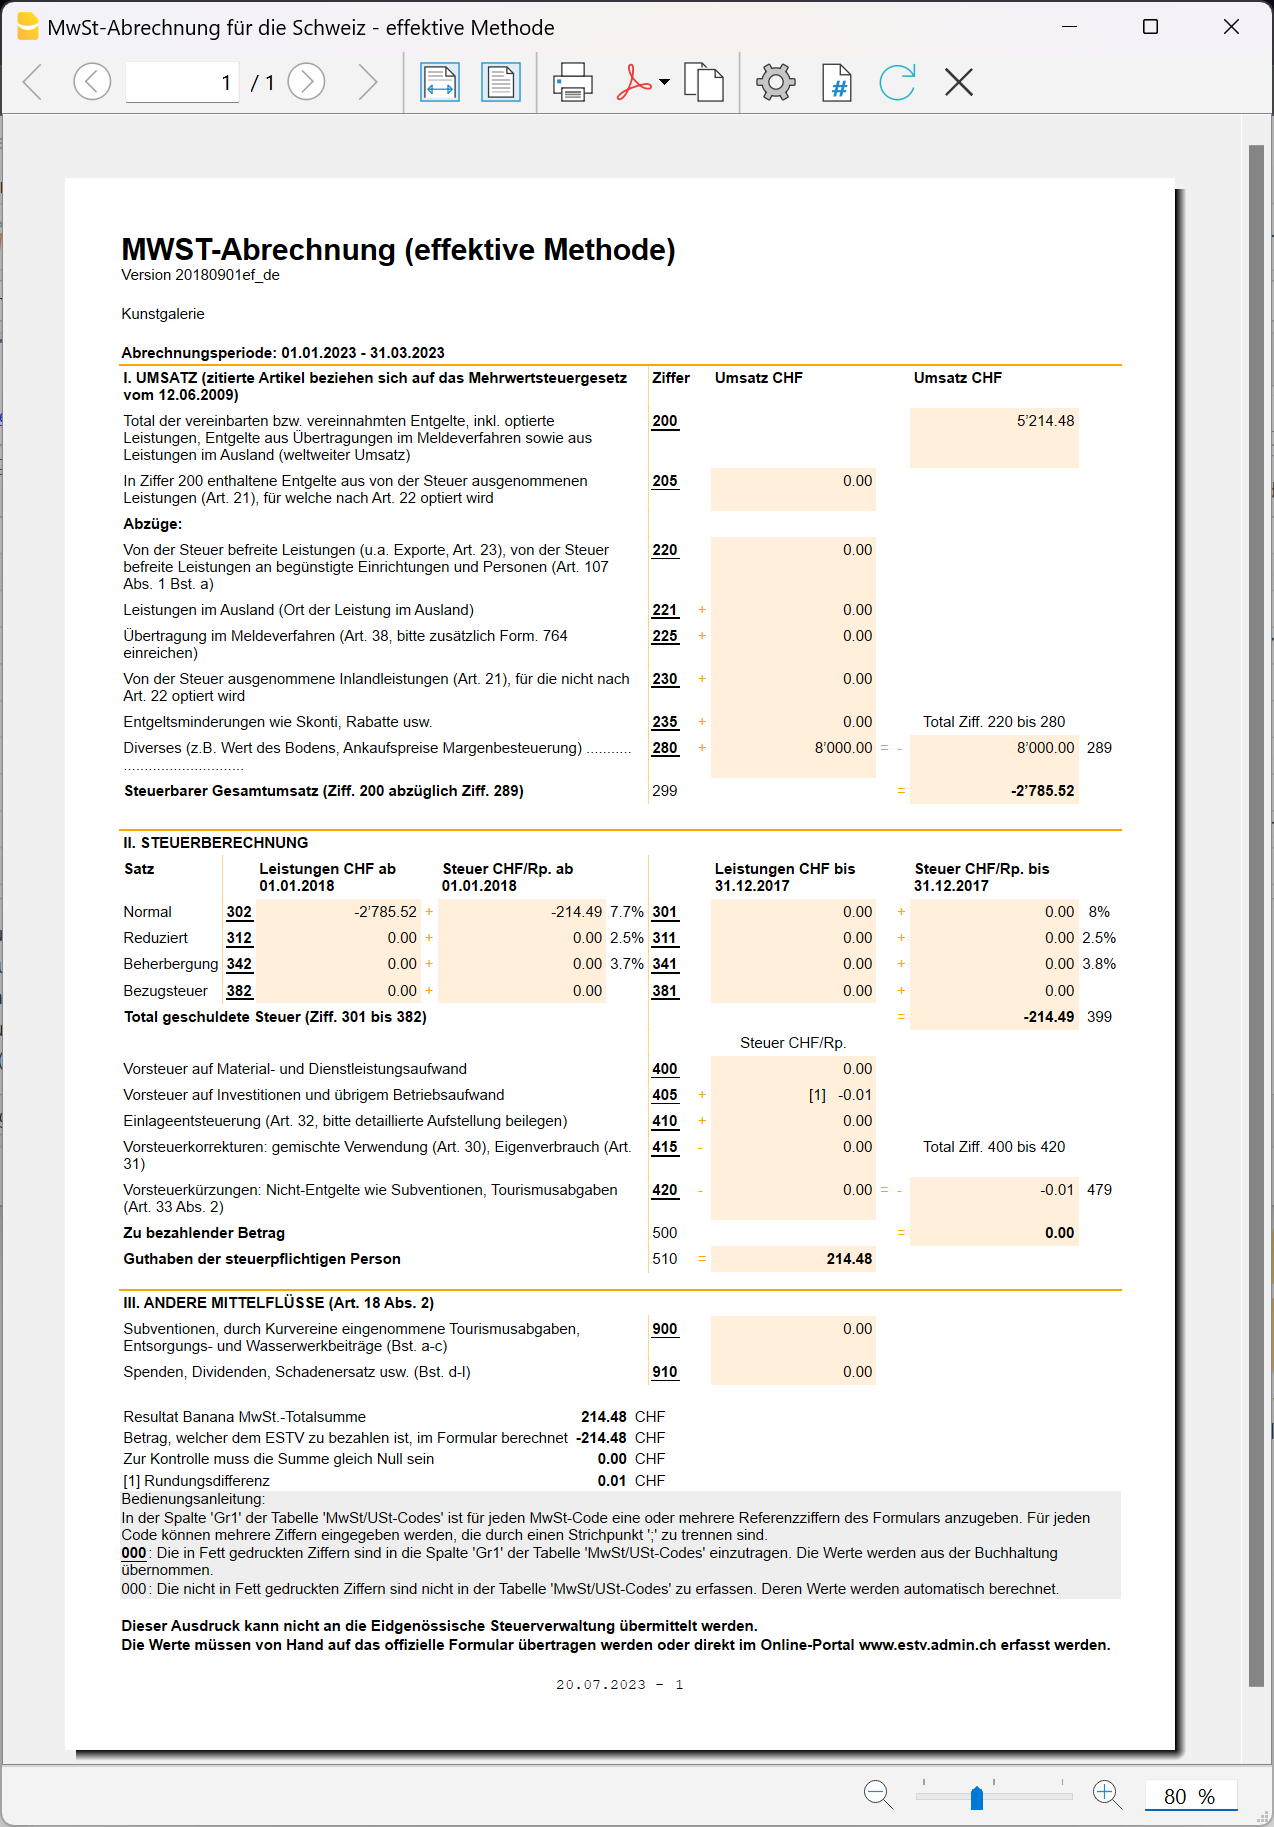 MwSt-Abrechnung für die Schweiz - effektive Methode
1 / 1
#
MWST-Abrechnung (effektive Methode)
Version 20180901ef_de
Kunstgalerie
Abrechnungsperiode: 01.01.2023 - 31.03.2023
I. UMSATZ (zitierte Artikel beziehen sich auf das Mehrwertsteuergesetz Ziffer Umsatz CHF Umsatz CHF
vom 12.06.2009)
Total der vereinbarten bzw. vereinnahmten Entgelte, inkl. optierte 200 5’214.48
Leistungen, Entgelte aus Übertragungen im Meldeverfahren sowie aus
Leistungen im Ausland (weltweiter Umsatz)
In Ziffer 200 enthaltene Entgelte aus von der Steuer ausgenommenen 205 0.00
Leistungen (Art. 21), für welche nach Art. 22 optiert wird
Abzüge:
Von der Steuer befreite Leistungen (u.a. Exporte, Art. 23), von der Steuer 220 0.00
befreite Leistungen an begünstigte Einrichtungen und Personen (Art. 107
Abs. 1 Bst. a)
Leistungen im Ausland (Ort der Leistung im Ausland) 221 + 0.00
Übertragung im Meldeverfahren (Art. 38, bitte zusätzlich Form. 764 225 + 0.00
einreichen)
Von der Steuer ausgenommene Inlandleistungen (Art. 21), für die nicht nach 230 + 0.00
Art. 22 optiert wird
Entgeltsminderungen wie Skonti, Rabatte usw. 235 + 0.00 Total Ziff. 220 bis 280
Diverses (z.B. Wert des Bodens, Ankaufspreise Margenbesteuerung) ........... 280 + 8’000.00 = - 8’000.00 289
.............................
Steuerbarer Gesamtumsatz (Ziff. 200 abzüglich Ziff. 289) 299 = -2’785.52
II. STEUERBERECHNUNG
Satz Leistungen CHF ab Steuer CHF/Rp. ab Leistungen CHF bis Steuer CHF/Rp. bis
01.01.2018 01.01.2018 31.12.2017 31.12.2017
Normal 302 -2’785.52 + -214.49 7.7% 301 0.00 + 0.00 8%
Reduziert 312 0.00 + 0.00 2.5% 311 0.00 + 0.00 2.5%
Beherbergung 342 0.00 + 0.00 3.7% 341 0.00 + 0.00 3.8%
Bezugsteuer 382 0.00 + 0.00 381 0.00 + 0.00
Total geschuldete Steuer (Ziff. 301 bis 382) = -214.49 399
Steuer CHF/Rp.
Vorsteuer auf Material- und Dienstleistungsaufwand 400 0.00
Vorsteuer auf Investitionen und übrigem Betriebsaufwand 405 + [1] -0.01
Einlageentsteuerung (Art. 32, bitte detaillierte Aufstellung beilegen) 410 + 0.00
Vorsteuerkorrekturen: gemischte Verwendung (Art. 30), Eigenverbrauch (Art. 415 - 0.00 Total Ziff. 400 bis 420
31)
Vorsteuerkürzungen: Nicht-Entgelte wie Subventionen, Tourismusabgaben 420 - 0.00 = - -0.01 479
(Art. 33 Abs. 2)
Zu bezahlender Betrag 500 = 0.00
Guthaben der steuerpflichtigen Person 510 = 214.48
III. ANDERE MITTELFLÜSSE (Art. 18 Abs. 2)
Subventionen, durch Kurvereine eingenommene Tourismusabgaben, 900 0.00
Entsorgungs- und Wasserwerkbeiträge (Bst. a-c)
Spenden, Dividenden, Schadenersatz usw. (Bst. d-l) 910 0.00
Resultat Banana MwSt.-Totalsumme 214.48 CHF
Betrag, welcher dem ESTV zu bezahlen ist, im Formular berechnet -214.48 CHF
Zur Kontrolle muss die Summe gleich Null sein 0.00 CHF
[1] Rundungsdifferenz 0.01 CHF
Bedienungsanleitung:
In der Spalte 'Gr1' der Tabelle 'MwSt/USt-Codes' ist für jeden MwSt-Code eine oder mehrere Referenzziffern des Formulars anzugeben. Für jeden
Code können mehrere Ziffern eingegeben werden, die durch einen Strichpunkt ';' zu trennen sind.
000: Die in Fett gedruckten Ziffern sind in die Spalte 'Gr1' der Tabelle 'MwSt/USt-Codes' einzutragen. Die Werte werden aus der Buchhaltung
übernommen.
000: Die nicht in Fett gedruckten Ziffern sind nicht in der Tabelle 'MwSt/USt-Codes' zu erfassen. Deren Werte werden automatisch berechnet.
Dieser Ausdruck kann nicht an die Eidgenössische Steuerverwaltung übermittelt werden.
Die Werte müssen von Hand auf das offizielle Formular übertragen werden oder direkt im Online-Portal www.estv.admin.ch erfasst werden.
20.07.2023 - 1
80 %